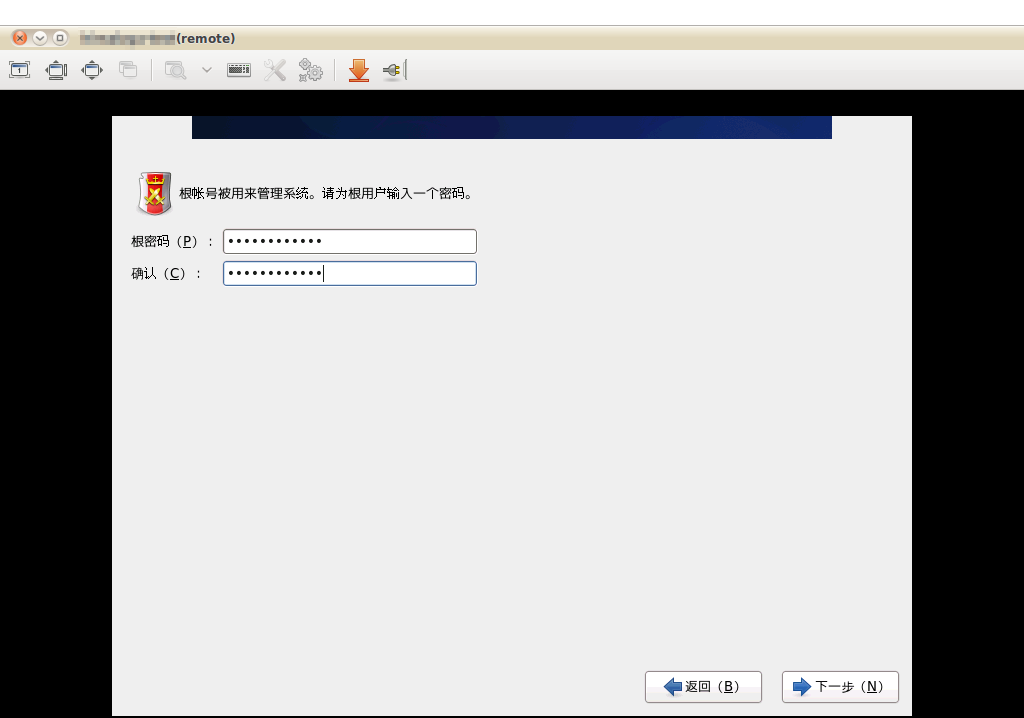 (remote)
根帐号被用来管理系统。请为根用户输入一个密码。
根密码（P）：
确认（C）：
返回（B）
下一步（N）